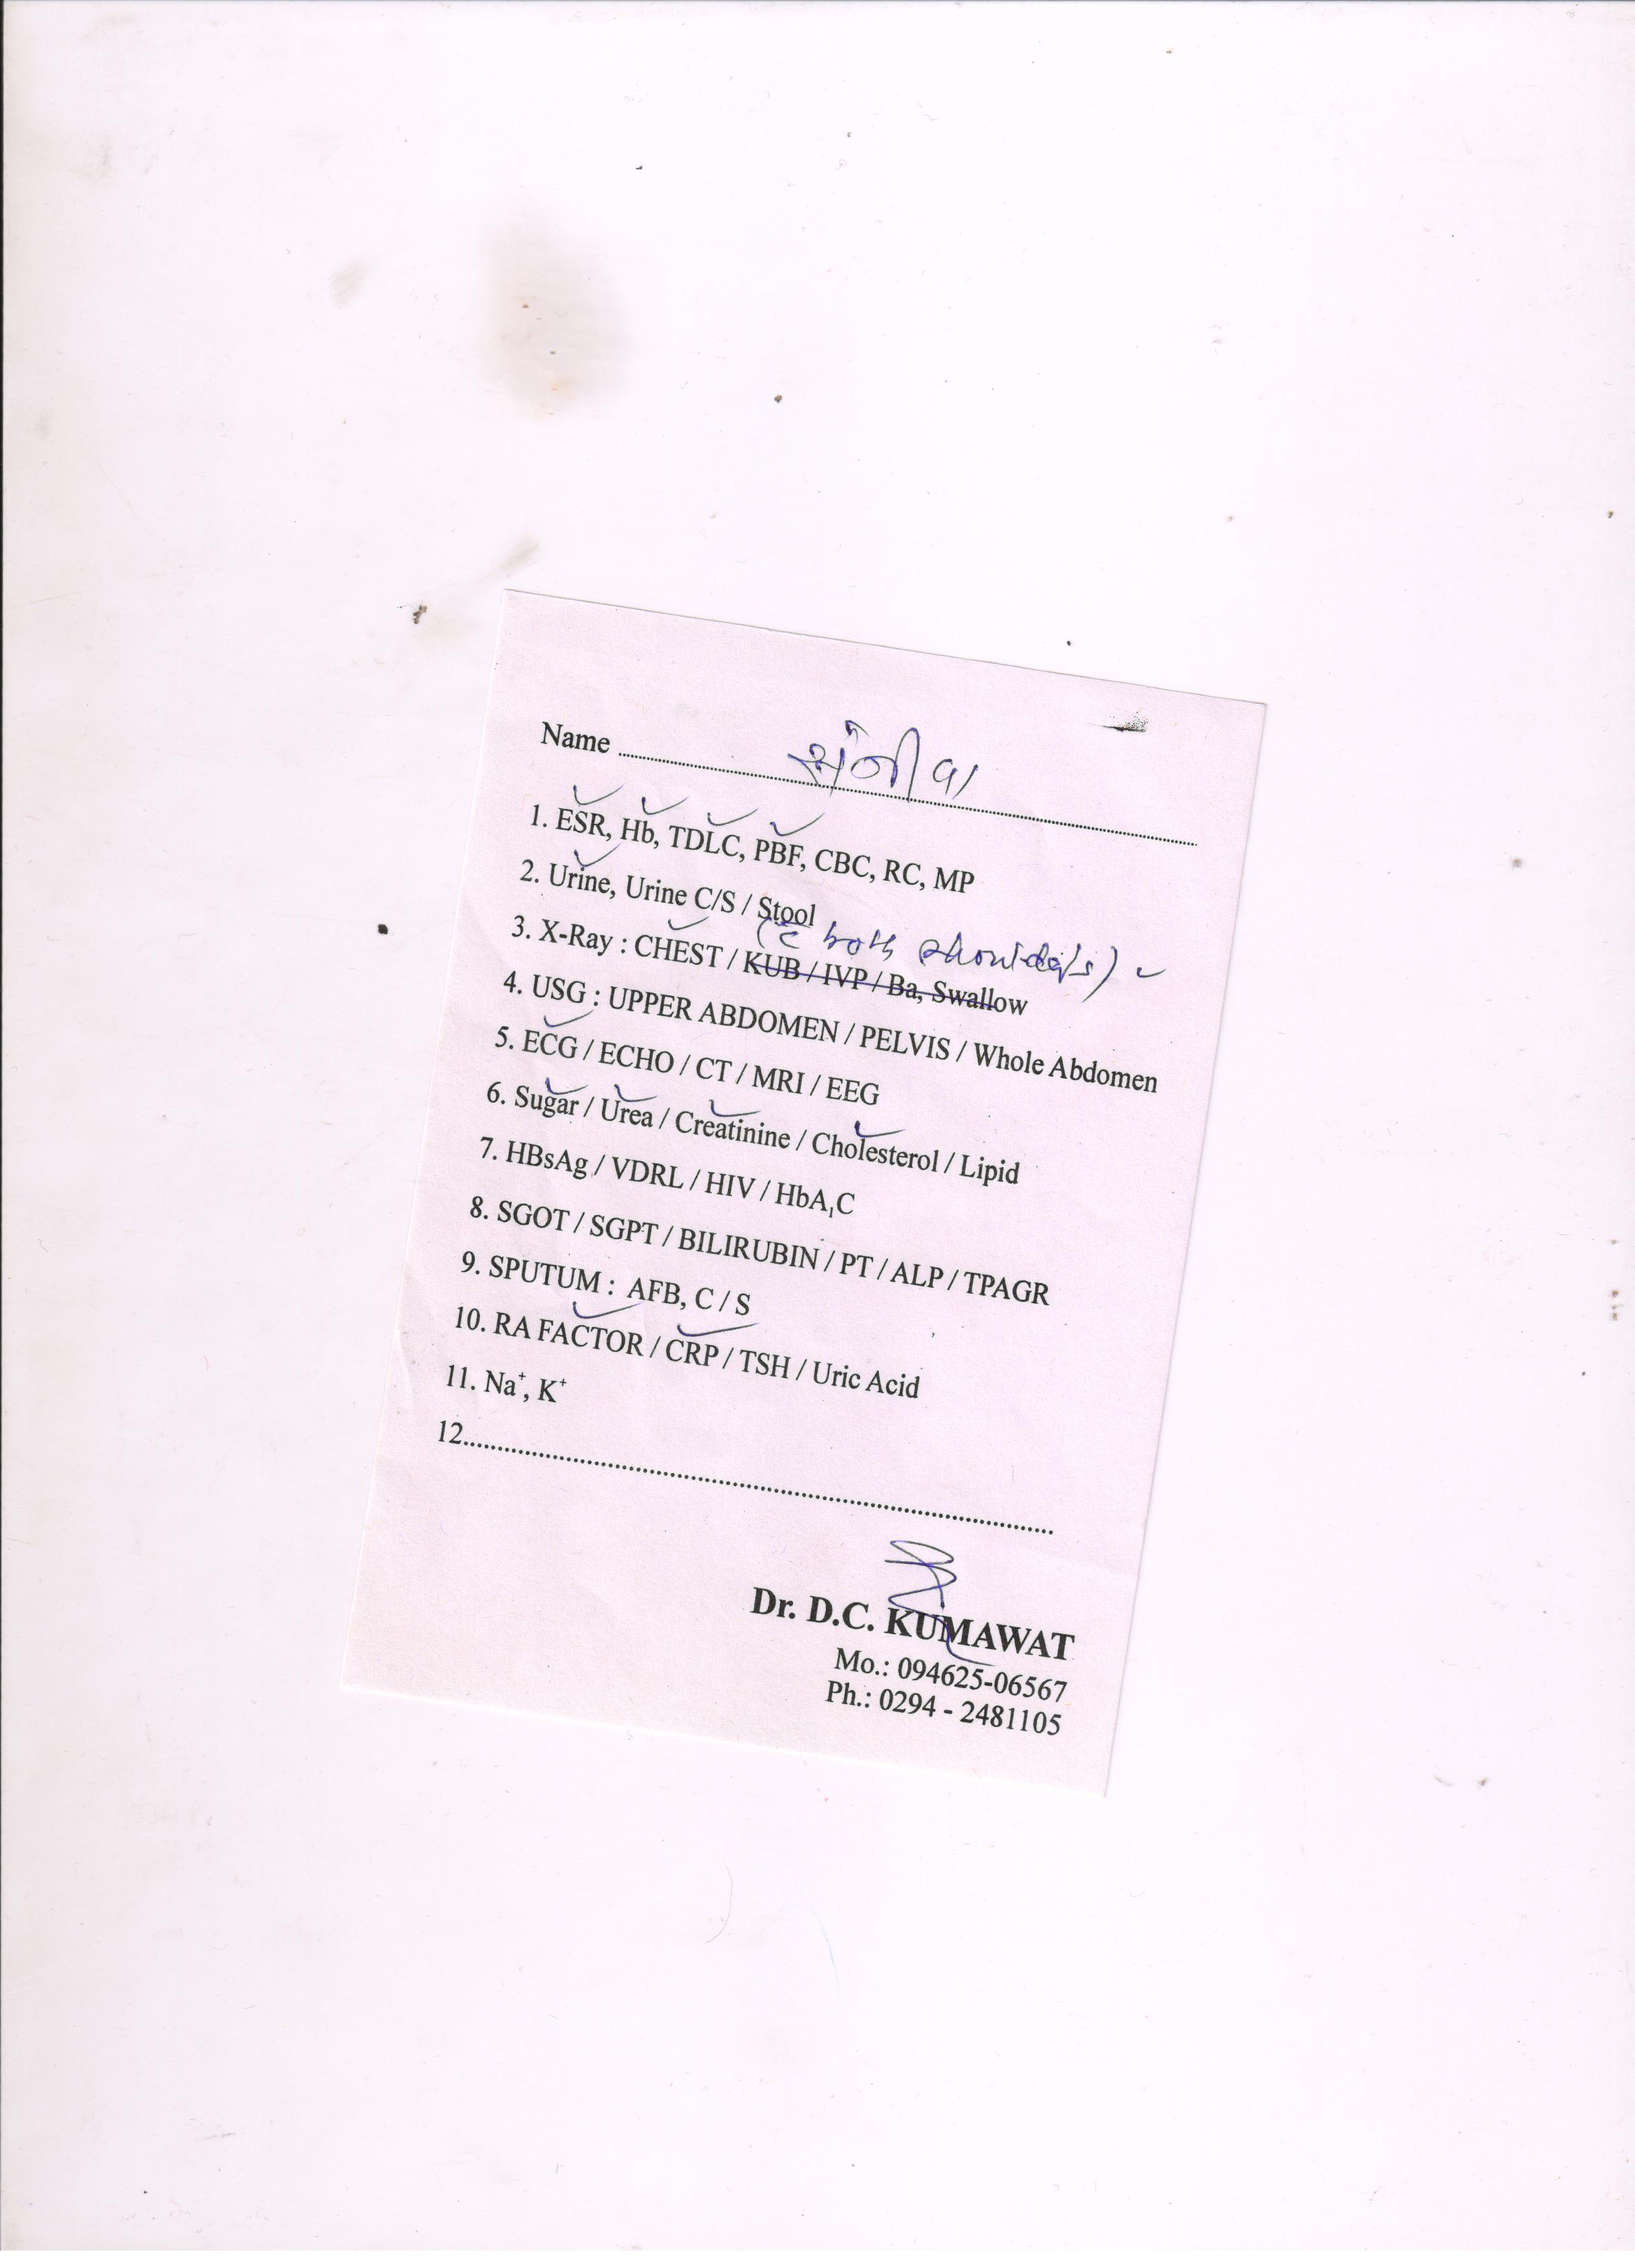 Name ........ संजीव
1. ESR, Hb, TDLC, PBF, CBC, RC, MP
2. Urine, Urine C/S / Stool
(c̄ both shoulders)
3. X-Ray : CHEST / KUB / IVP / Ba, Swallow
4. USG : UPPER ABDOMEN / PELVIS / Whole Abdomen
5. ECG / ECHO / CT / MRI / EEG
6. Sugar / Urea / Creatinine / Cholesterol / Lipid
7. HBsAg / VDRL / HIV / HbA₁C
8. SGOT / SGPT / BILIRUBIN / PT / ALP / TPAGR
9. SPUTUM : AFB, C / S
10. RA FACTOR / CRP / TSH / Uric Acid
11. Na⁺, K⁺
12........
Dr. D.C. KUMAWAT
Mo.: 094625-06567
Ph.: 0294 - 2481105